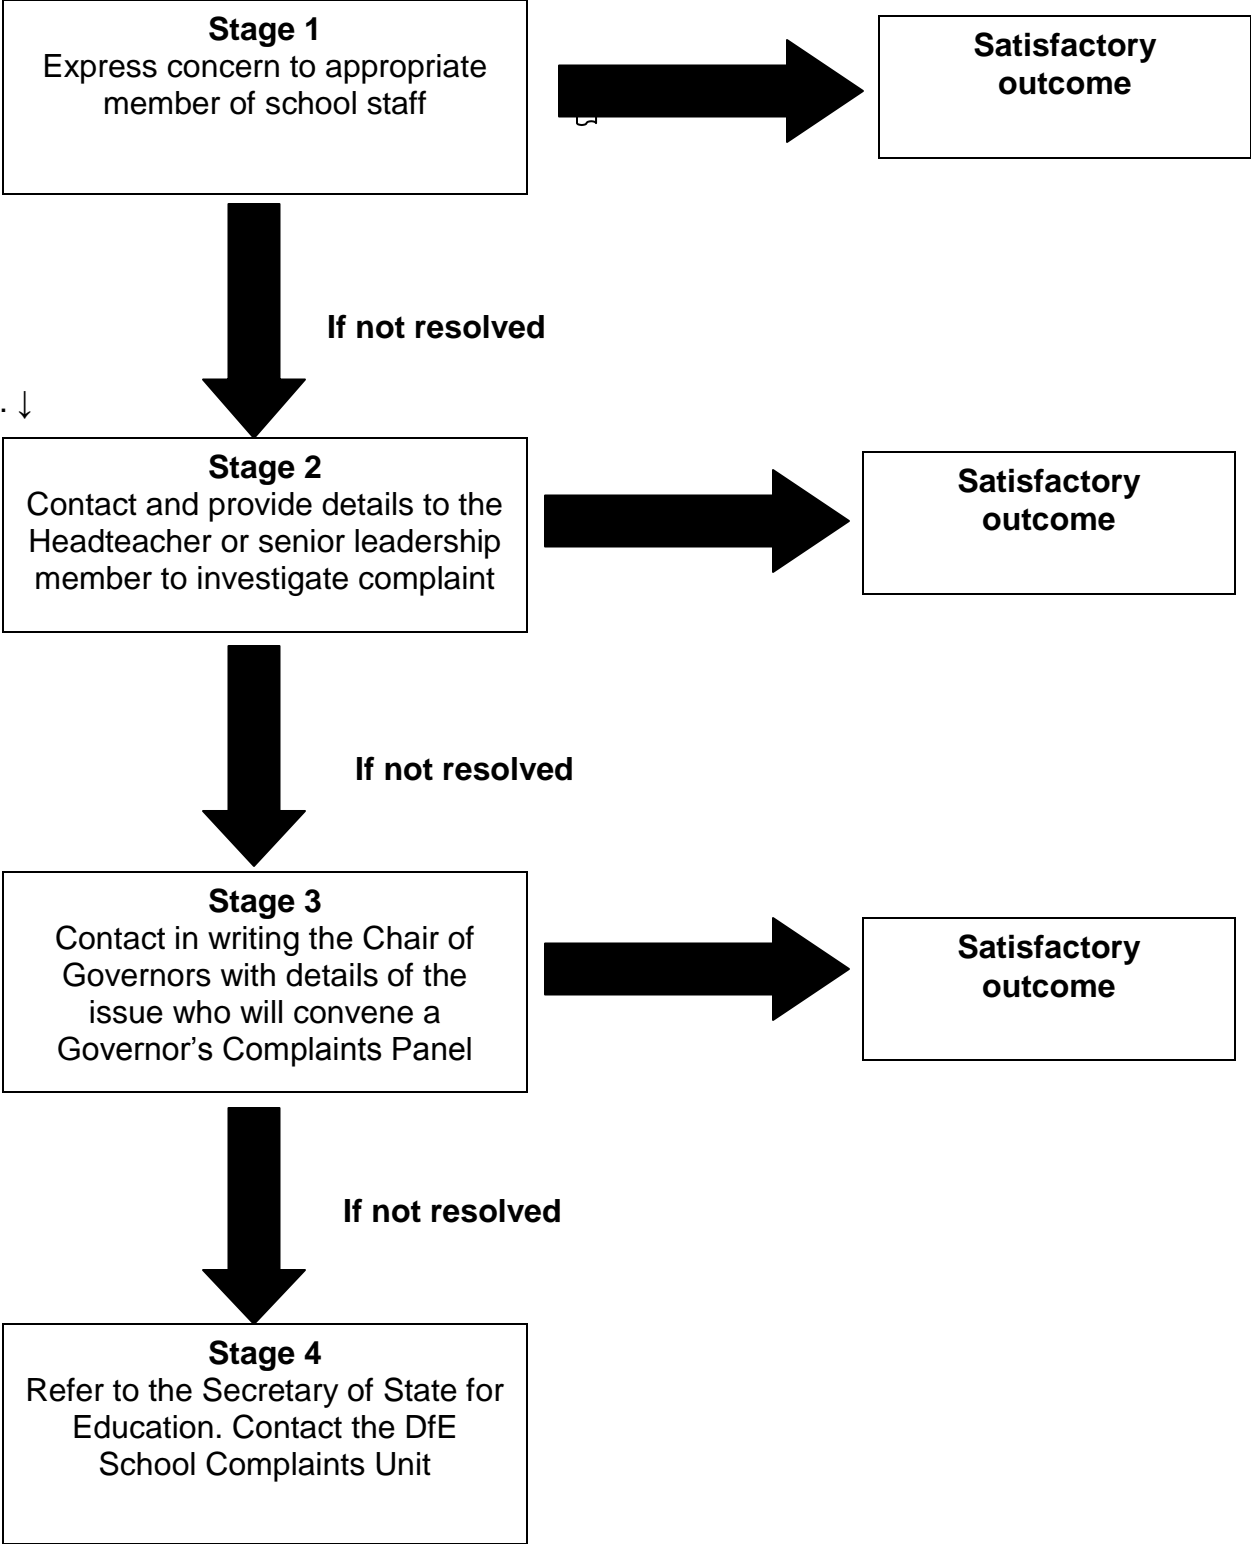 Stage 1
Express concern to appropriate
member of school staff
Satisfactory
outcome
If not resolved
. ↓
Stage 2
Contact and provide details to the
Headteacher or senior leadership
member to investigate complaint
Satisfactory
outcome
If not resolved
Stage 3
Contact in writing the Chair of
Governors with details of the
issue who will convene a
Governor’s Complaints Panel
Satisfactory
outcome
If not resolved
Stage 4
Refer to the Secretary of State for
Education. Contact the DfE
School Complaints Unit